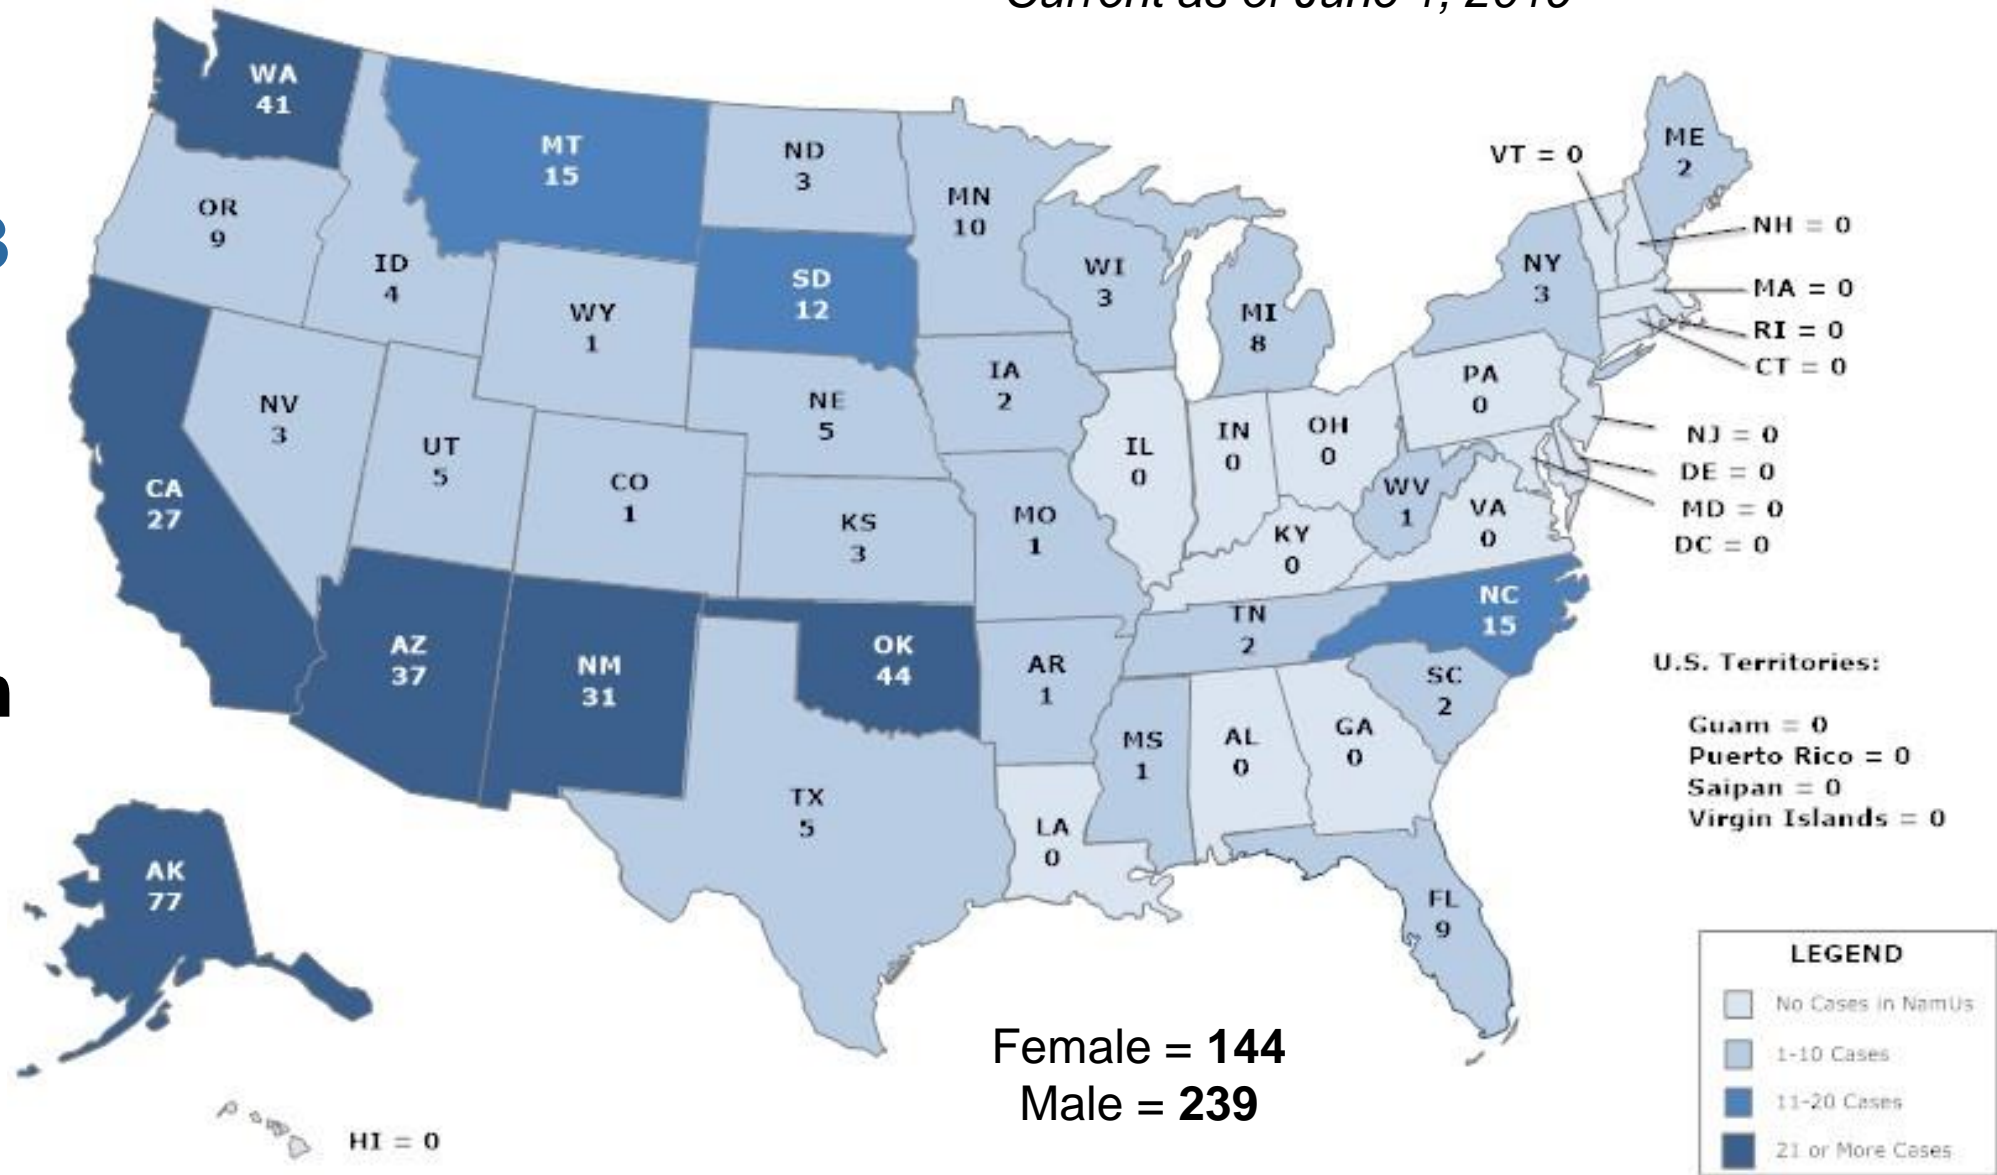 Current as of June
WA
41
MT
15
ND
3
MN
10
OR
9
ID
4
WY
1
SD
12
WI
3
MI
8
NY
3
ME
2
VT = 0
NH = 0
MA = 0
RI = 0
CT = 0
NJ = 0
DE = 0
MD = 0
DC = 0
CA
27
NV
3
UT
5
CO
1
NE
5
KS
3
IA
2
MO
1
IL
0
IN
0
OH
0
PA
0
WV
1
VA
0
KY
0
AZ
37
NM
31
OK
44
AR
1
TN
2
NC
15
SC
2
TX
5
LA
0
MS
1
AL
0
GA
0
FL
9
AK
77
HI = 0
U.S. Territories:
Guam = 0
Puerto Rico = 0
Saipan = 0
Virgin Islands = 0
Female = 144
Male = 239
LEGEND
No Cases in NamUs
1-10 Cases
11-20 Cases
21 or More Cases